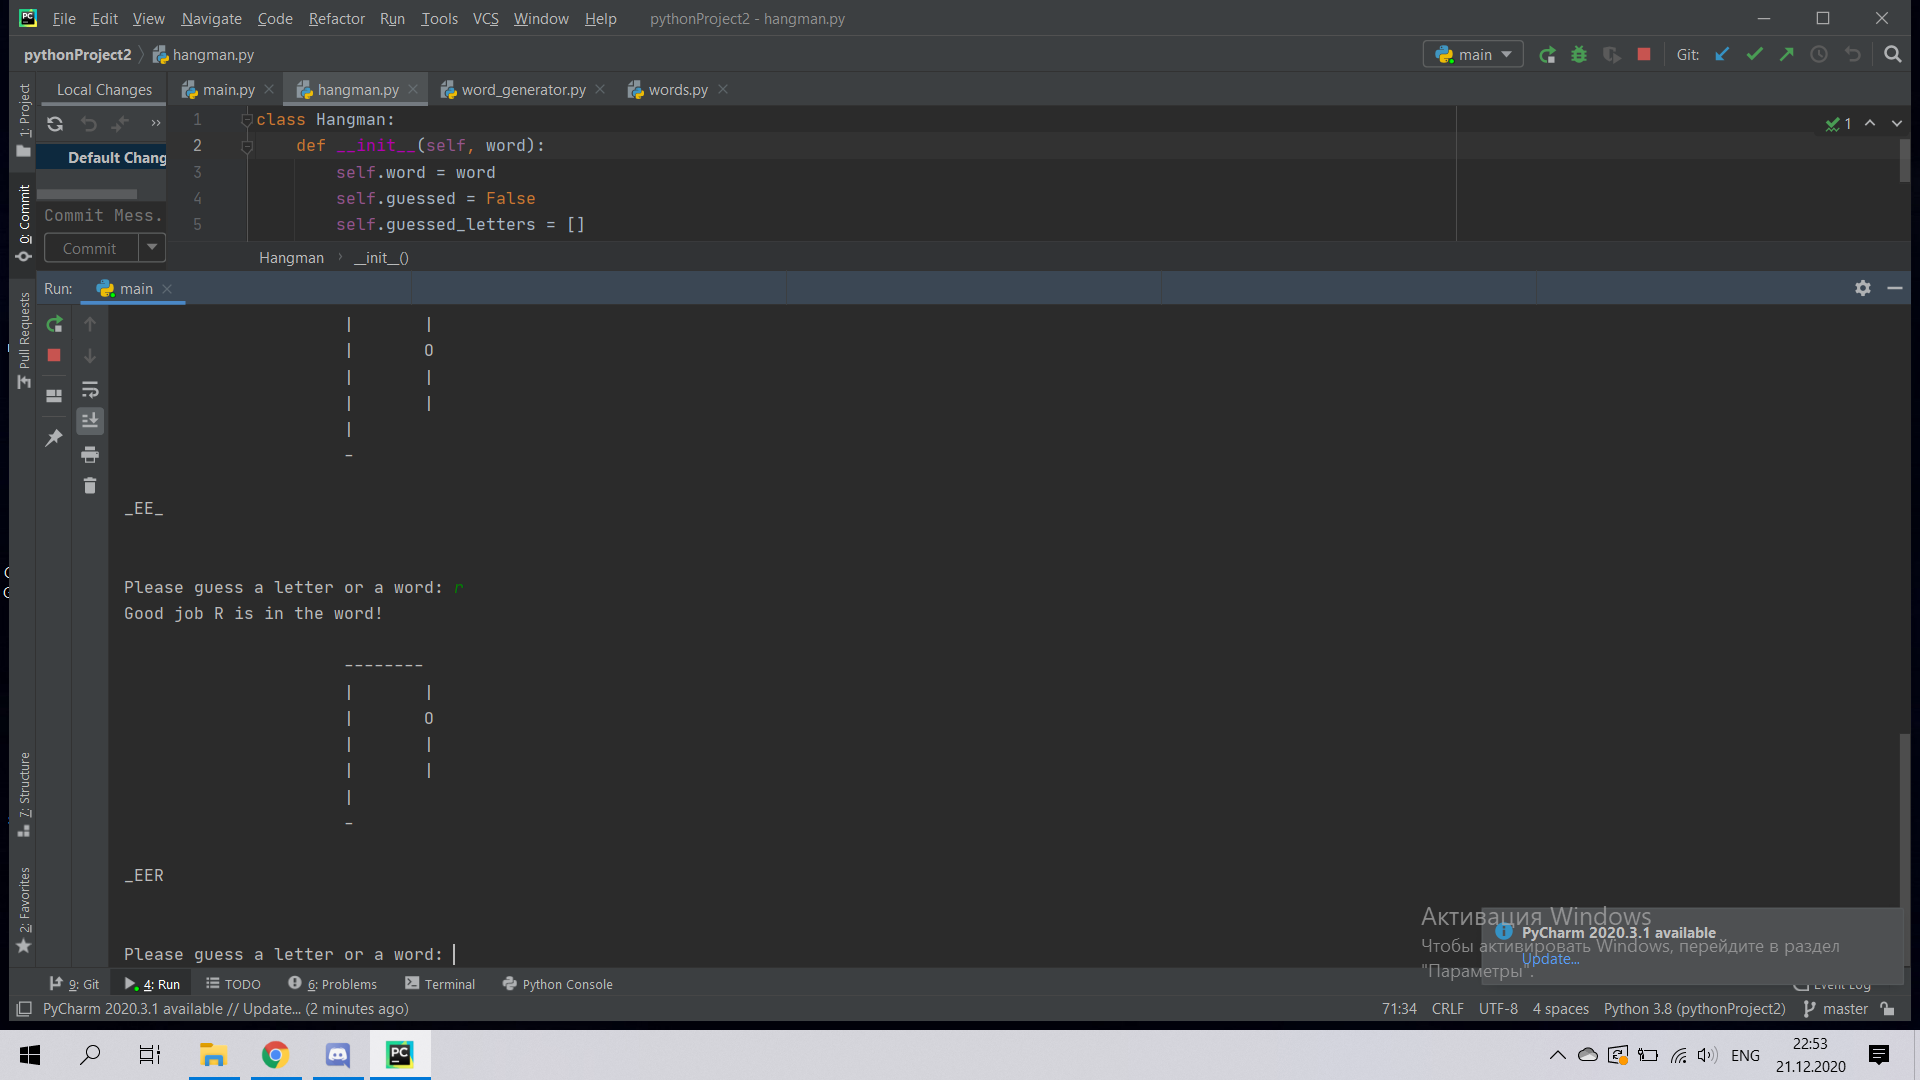 File Edit View Navigate Code Refactor Run Tools VCS Window Help pythonProject2 - hangman.py
pythonProject2 hangman.py main Git:
Local Changes main.py hangman.py word_generator.py words.py
1 class Hangman:
2 def __init__(self, word):
3 self.word = word
4 self.guessed = False
5 self.guessed_letters = []
1
Default Chang
Commit Mess.
Commit
Hangman __init__()
1: Project
0: Commit
Pull Requests
7: Structure
2: Favorites
Run: main
| |
| O
| |
| |
|
-
_EE_
Please guess a letter or a word: r
Good job R is in the word!
--------
| |
| O
| |
| |
|
-
_EER
Please guess a letter or a word:
Активация Windows
Чтобы активировать Windows, перейдите в раздел
"Параметры".
PyCharm 2020.3.1 available
Update...
9: Git 4: Run TODO 6: Problems Terminal Python Console Event Log
PyCharm 2020.3.1 available // Update... (2 minutes ago) 71:34 CRLF UTF-8 4 spaces Python 3.8 (pythonProject2) master
ENG
22:53
21.12.2020